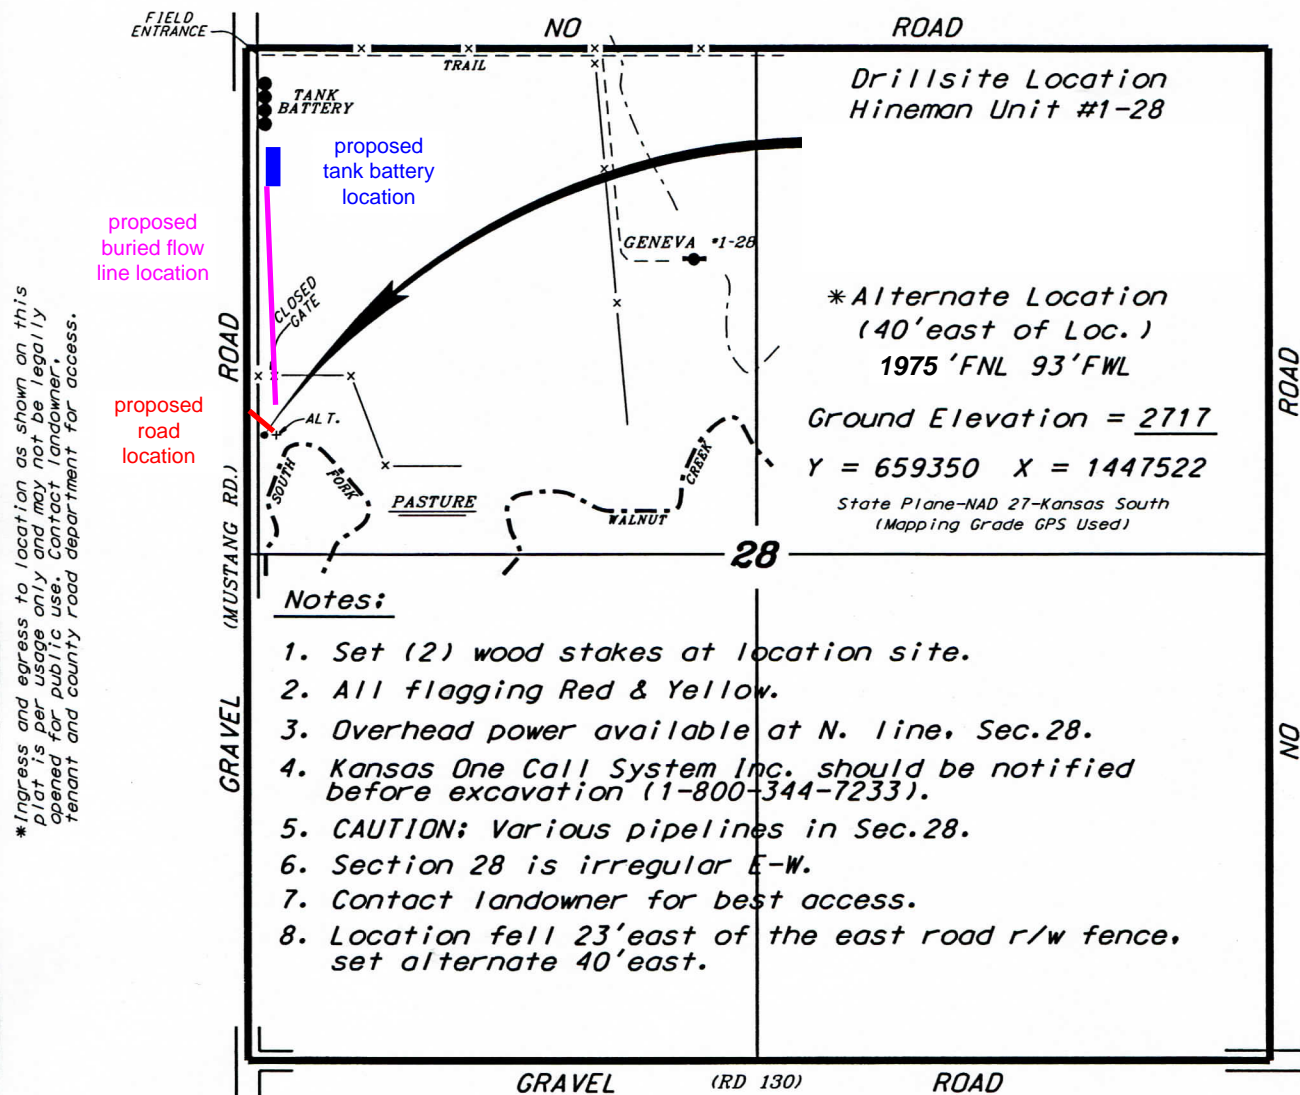 FIELD
ENTRANCE
NO
ROAD
TRAIL
TANK
BATTERY
Drillsite Location
Hineman Unit #1-28
proposed
tank battery
location
proposed
buried flow
line location
GENEVA #1-28
CLOSED
GATE
*Alternate Location
(40'east of Loc.)
1975 'FNL 93'FWL
ROAD
ROAD
proposed
road
location
ALT.
Ground Elevation = 2717
Y = 659350 X = 1447522
State Plane-NAD 27-Kansas South
(Mapping Grade GPS Used)
SOUTH
FORK
PASTURE
WALNUT
CREEK
(MUSTANG RD.)
28
*Ingress and egress to location as shown on this
plat is per usage only and may not be legally
opened for public use. Contact landowner,
tenant and county road department for access.
Notes:
1. Set (2) wood stakes at location site.
2. All flagging Red & Yellow.
3. Overhead power available at N. line, Sec.28.
4. Kansas One Call System Inc. should be notified
before excavation (1-800-344-7233).
5. CAUTION: Various pipelines in Sec.28.
6. Section 28 is irregular E-W.
7. Contact landowner for best access.
8. Location fell 23'east of the east road r/w fence,
set alternate 40'east.
GRAVEL
NO
GRAVEL
(RD 130)
ROAD